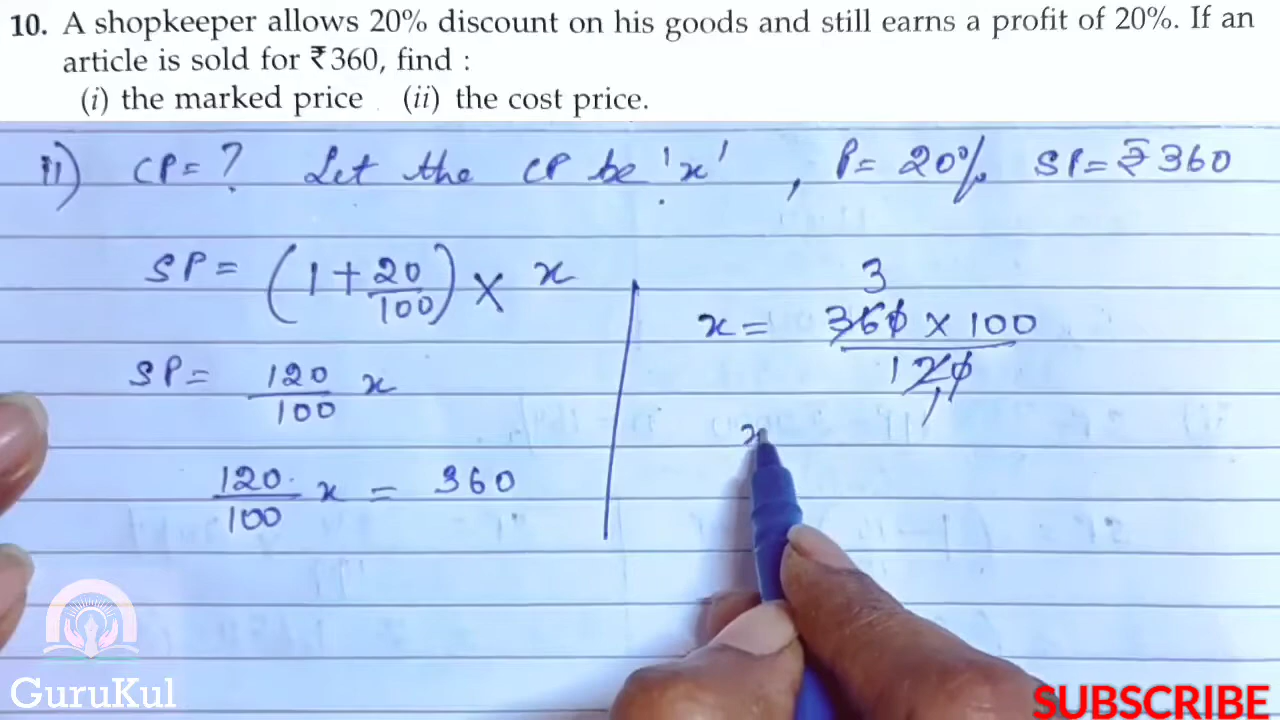 10. A shopkeeper allows 20% discount on his goods and still earns a profit of 20%. If an
article is sold for ₹360, find :
(i) the marked price (ii) the cost price.
ii) CP = ? Let the CP be 'x' , P = 20% SP = ₹360
SP = (1 + 20/100) × x
SP = 120/100 x
120/100 x = 360
3
x = 360 × 100
120
1
x
GuruKul
SUBSCRIBE